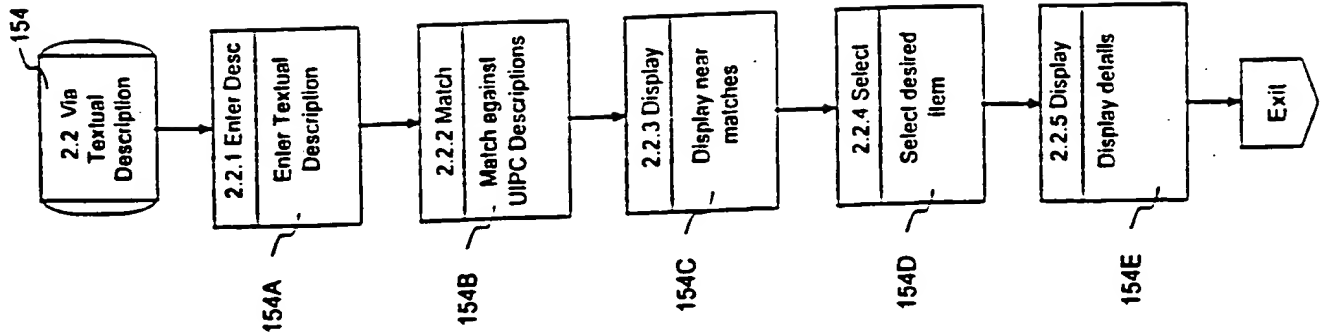 154
2.2 Via
Textual
Description
2.2.1 Enter Desc
Enter Textual
Description
154A
2.2.2 Match
Match against
UIPC Descriptions
154B
2.2.3 Display
Display near
matches
154C
2.2.4 Select
Select desired
item
154D
2.2.5 Display
Display details
154E
Exit